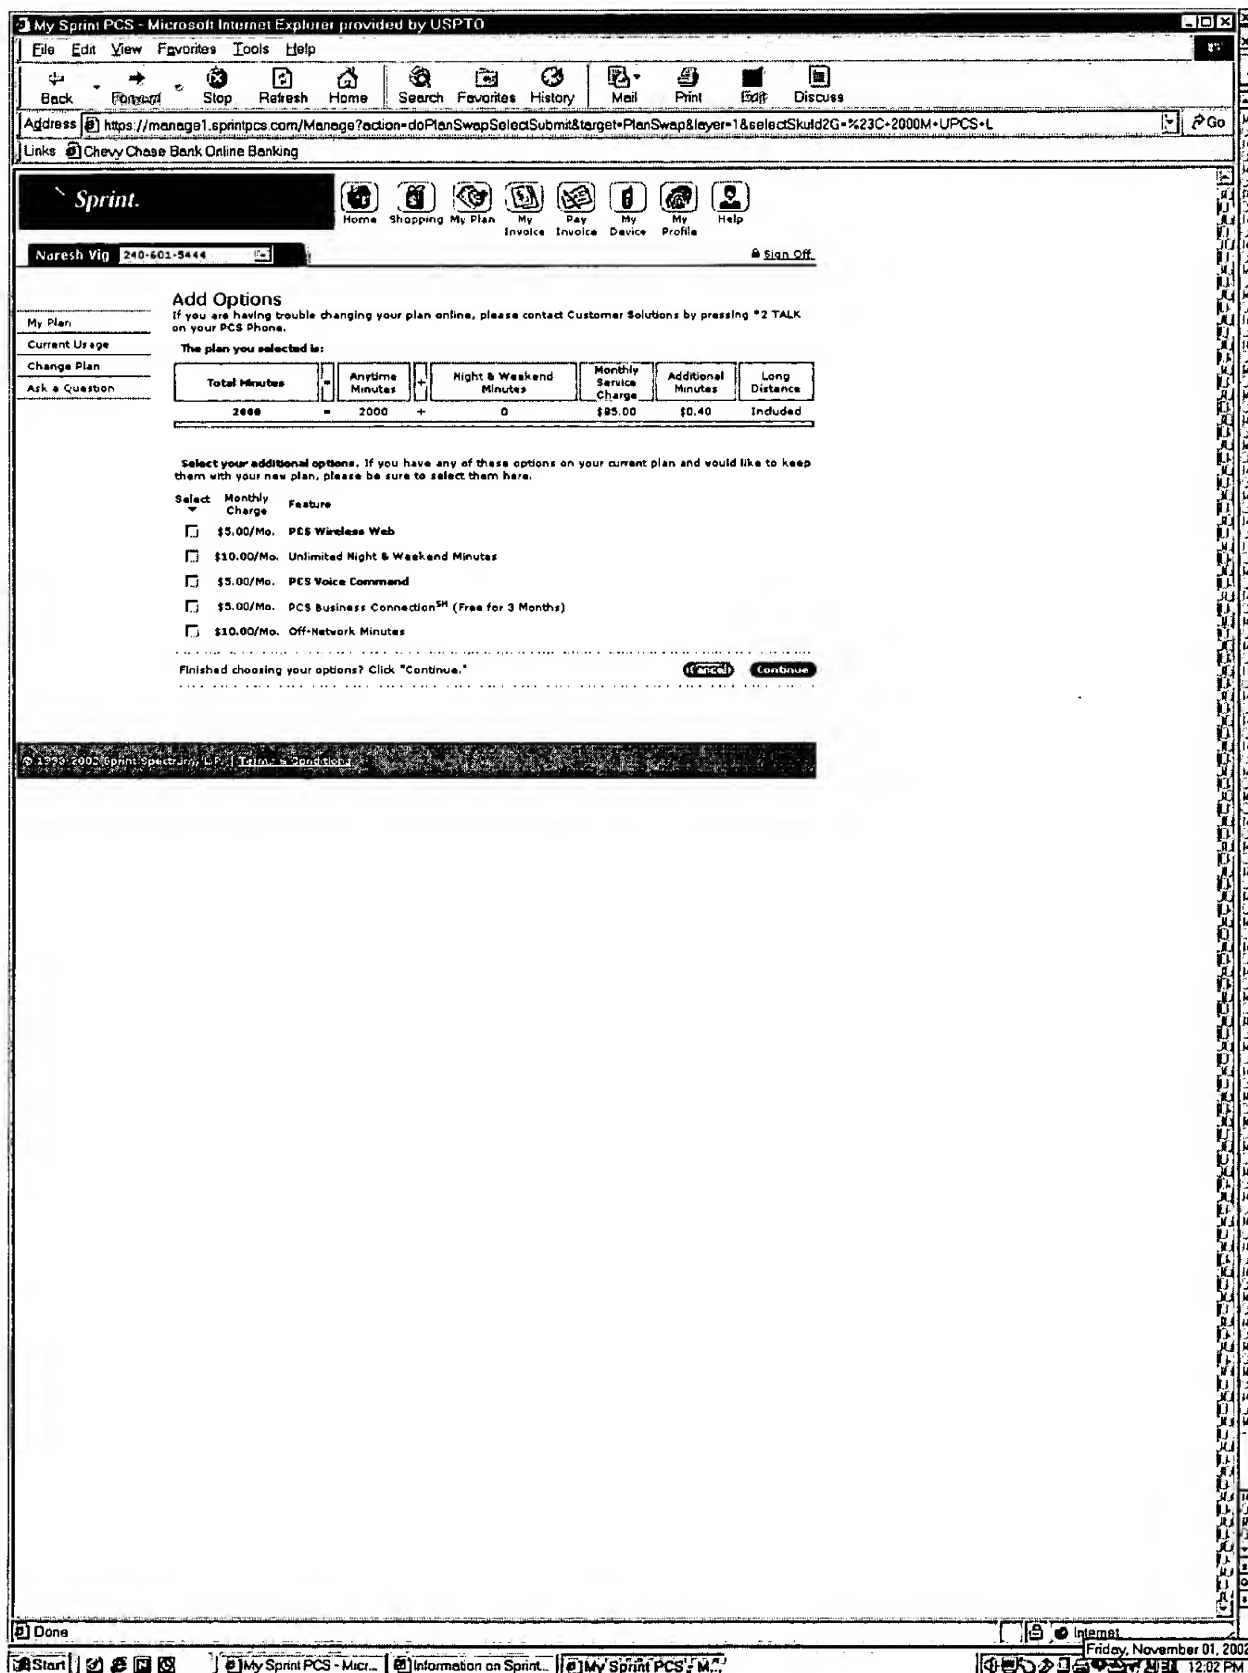 My Sprint PCS - Microsoft Internet Explorer provided by USPTO
File Edit View Favorites Tools Help
Back Forward Stop Refresh Home Search Favorites History Mail Print Edit Discuss
Address https://manage1.sprintpcs.com/Manage?action=doPlanSwapSelectSubmit&target=PlanSwap&layer=1&selectSkuId2G=%23C+2000M+UPCS+L Go
Links Chevy Chase Bank Online Banking
Sprint.
Home Shopping My Plan My Invoice Pay Invoice My Device My Profile Help
Naresh Vig 240-601-5444 Sign Off
Add Options
If you are having trouble changing your plan online, please contact Customer Solutions by pressing *2 TALK
on your PCS Phone.
My Plan
Current Usage
Change Plan
Ask a Question
The plan you selected is:
Total Minutes = Anytime Minutes + Night & Weekend Minutes Monthly Service Charge Additional Minutes Long Distance
2000 = 2000 + 0 $85.00 $0.40 Included
Select your additional options. If you have any of these options on your current plan and would like to keep
them with your new plan, please be sure to select them here.
Select Monthly Charge Feature
$5.00/Mo. PCS Wireless Web
$10.00/Mo. Unlimited Night & Weekend Minutes
$5.00/Mo. PCS Voice Command
$5.00/Mo. PCS Business Connection℠ (Free for 3 Months)
$10.00/Mo. Off-Network Minutes
Finished choosing your options? Click "Continue." Cancel Continue
Sprint Spectrum, L.P. | Terms & Conditions
Done Internet
Friday, November 01, 2002
Start My Sprint PCS - Micr... Information on Sprint... My Sprint PCS - M... 12:02 PM